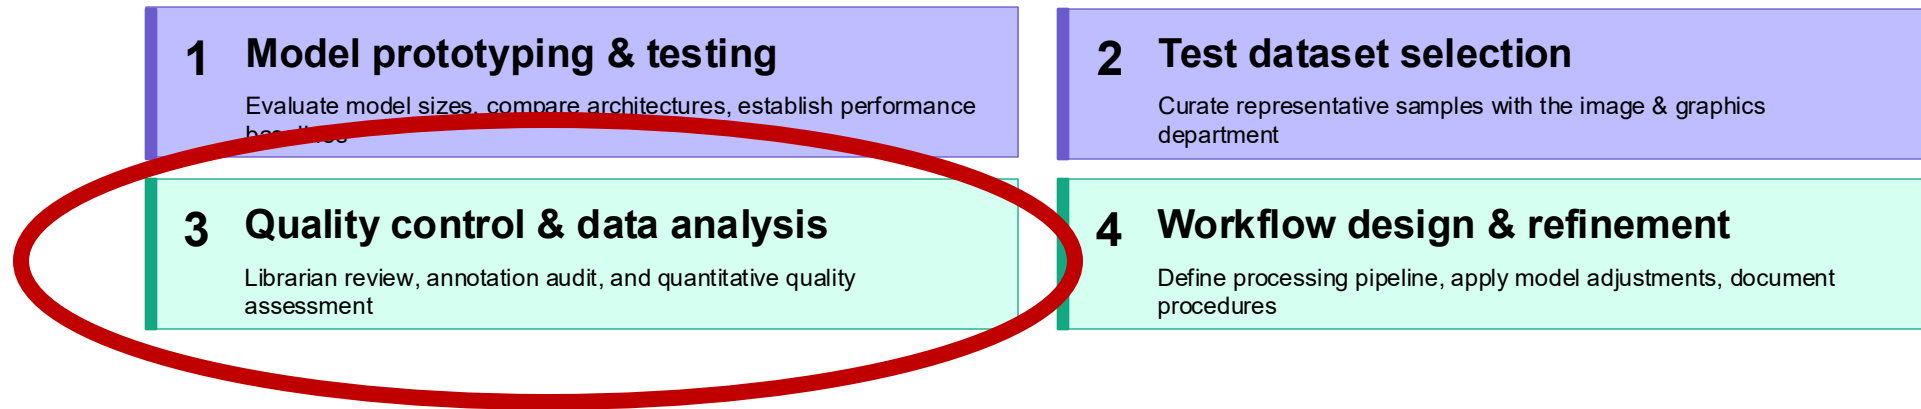 1 Model prototyping & testing
Evaluate model sizes, compare architectures, establish performance
baselines
2 Test dataset selection
Curate representative samples with the image & graphics
department
3 Quality control & data analysis
Librarian review, annotation audit, and quantitative quality
assessment
4 Workflow design & refinement
Define processing pipeline, apply model adjustments, document
procedures